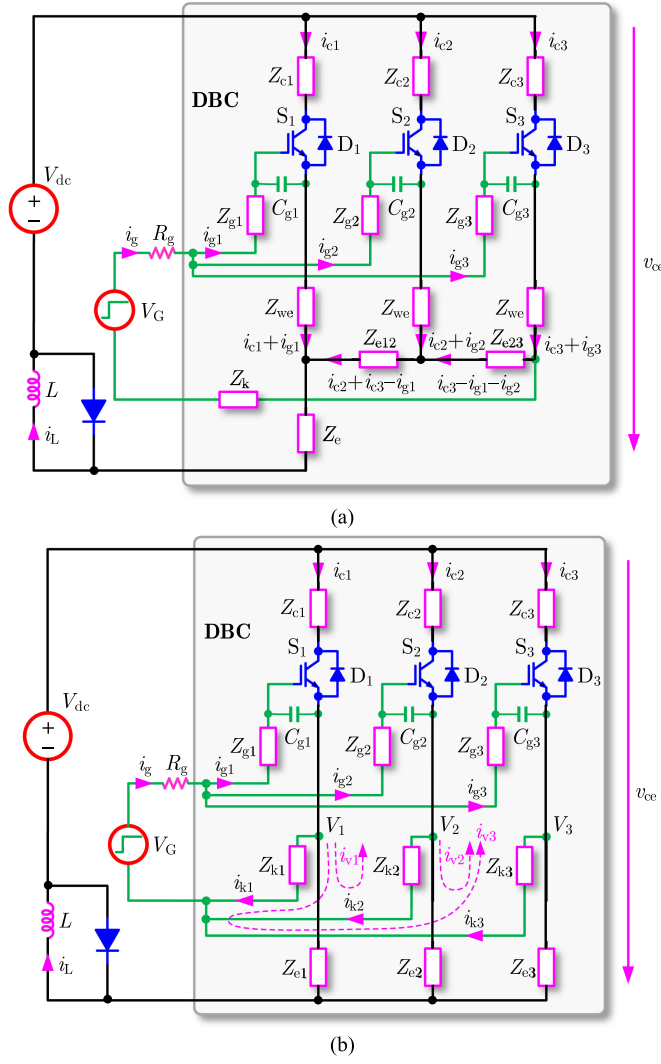 i_c1 i_c2 i_c3
Z_c1 Z_c2 Z_c3
DBC
S_1 S_2 S_3
D_1 D_2 D_3
V_dc
+
−
Z_g1 C_g1 Z_g2 C_g2 Z_g3 C_g3
i_g R_g i_g1
i_g2
i_g3
v_ce
V_G
Z_we Z_we Z_we
i_c1+i_g1 Z_e12 i_c2+i_g2 Z_e23 i_c3+i_g3
i_c2+i_c3−i_g1 i_c3−i_g1−i_g2
L Z_k
i_L Z_e
(a)
i_c1 i_c2 i_c3
Z_c1 Z_c2 Z_c3
DBC
S_1 S_2 S_3
D_1 D_2 D_3
V_dc
+
−
Z_g1 C_g1 Z_g2 C_g2 Z_g3 C_g3
i_g R_g i_g1
i_g2
i_g3
v_ce
V_G V_1 V_2 i_v3 V_3
Z_k1 i_v1 Z_k2 i_v2 Z_k3
i_k1
i_k2
i_k3
L
i_L Z_e1 Z_e2 Z_e3
(b)